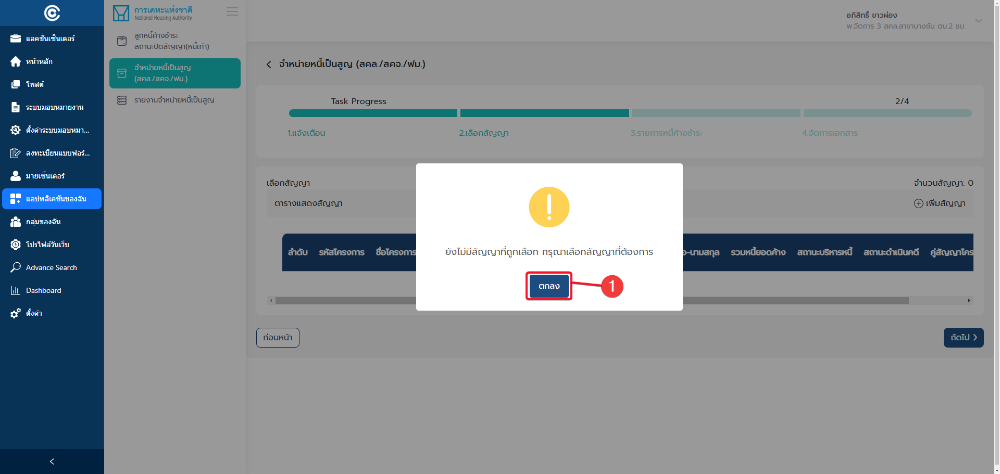 แอคชั่นเซ็นเตอร์
หน้าหลัก
โพสต์
ระบบมอบหมายงาน
ตั้งค่าระบบมอบหมา...
ลงทะเบียนแบบฟอร์...
มายเซ็นเตอร์
แอปพลิเคชันของฉัน
กลุ่มของฉัน
โปรไฟล์วันเว็บ
Advance Search
Dashboard
ตั้งค่า
การเคหะแห่งชาติ
National Housing Authority
ลูกหนี้ค้างชำระ
สถานะปิดสัญญา(หนี้เก่า)
จำหน่ายหนี้เป็นสูญ
(สคล./สคจ./ฟม.)
รายงานจำหน่ายหนี้เป็นสูญ
อภิสิทธิ์ ขาวผ่อง
พ.จัดการ 3 สคล.สาขาบางชัน ตบ.2 ชบ.
จำหน่ายหนี้เป็นสูญ (สคล./สคจ./ฟม.)
Task Progress 2/4
1.แจ้งเตือน 2.เลือกสัญญา 3.รายการหนี้ค้างชำระ 4.จัดการเอกสาร
เลือกสัญญา จำนวนสัญญา: 0
ตารางแสดงสัญญา เพิ่มสัญญา
ลำดับ รหัสโครงการ ชื่อโครงการ อ-นามสกุล รวมหนี้ยอดค้าง สถานะบริหารหนี้ สถานะดำเนินคดี คู่สัญญาโคร
ยังไม่มีสัญญาที่ถูกเลือก กรุณาเลือกสัญญาที่ต้องการ
ตกลง 1
ก่อนหน้า ถัดไป